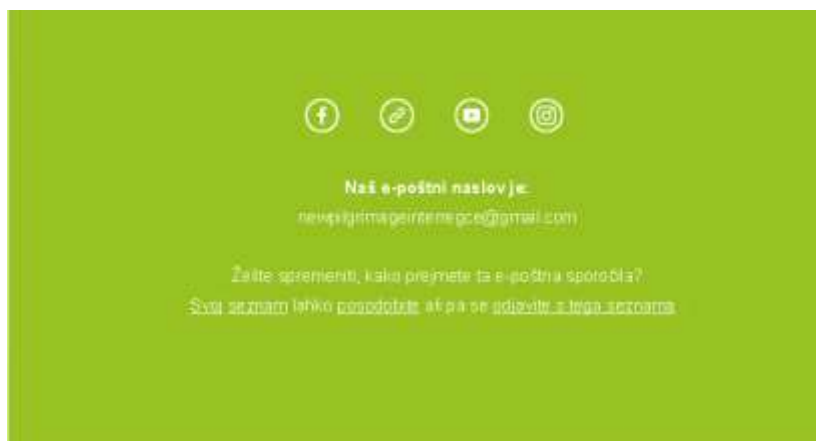 Naš e-poštni naslov je:
newpilgrimageinterregce@gmail.com
Želite spremeniti, kako prejmete ta e-poštna sporočila?
Svoj seznam lahko posodobite ali pa se odjavite s tega seznama